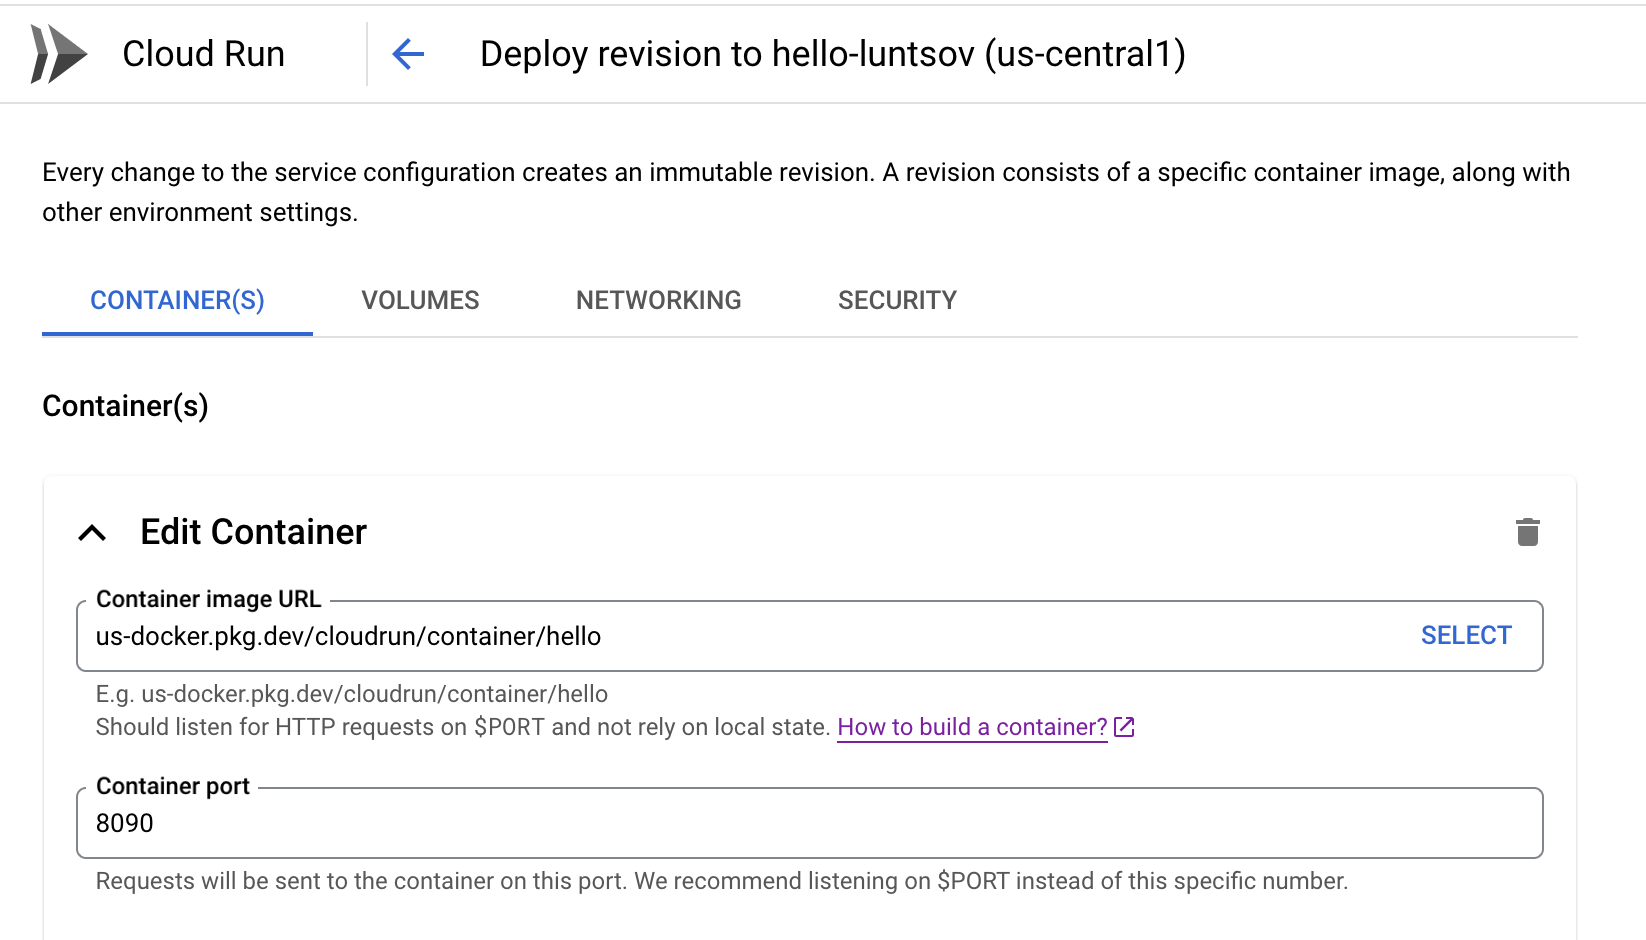 Cloud Run
Deploy revision to hello-luntsov (us-central1)
Every change to the service configuration creates an immutable revision. A revision consists of a specific container image, along with
other environment settings.
CONTAINER(S) VOLUMES NETWORKING SECURITY
Container(s)
Edit Container
Container image URL
us-docker.pkg.dev/cloudrun/container/hello SELECT
E.g. us-docker.pkg.dev/cloudrun/container/hello
Should listen for HTTP requests on $PORT and not rely on local state. How to build a container?
Container port
8090
Requests will be sent to the container on this port. We recommend listening on $PORT instead of this specific number.